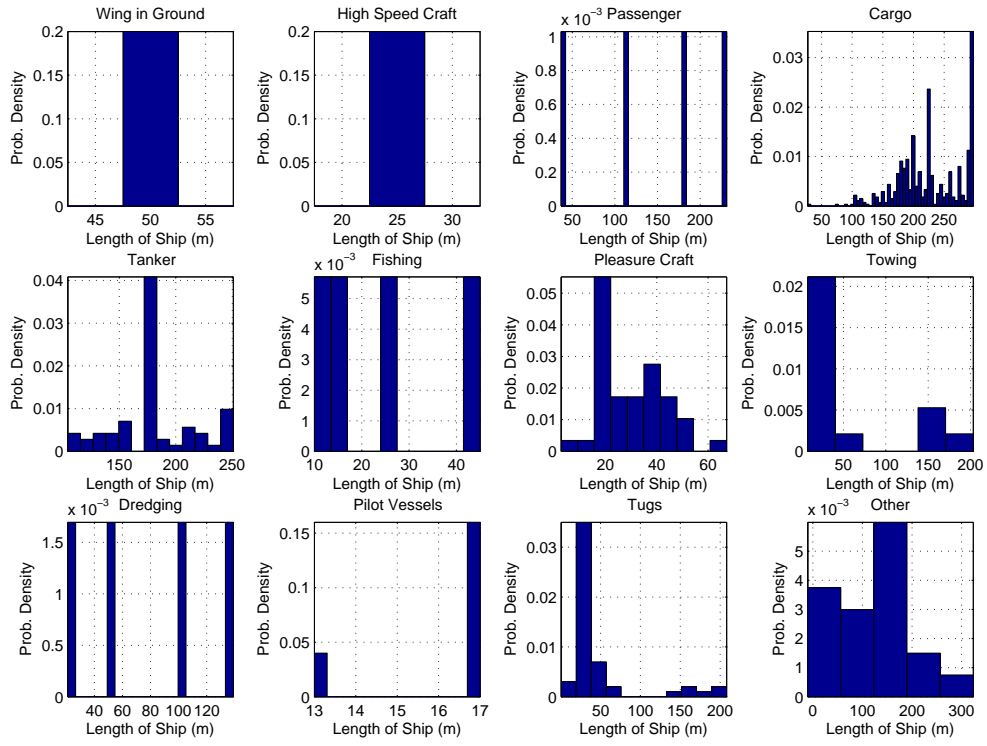 Wing in Ground
Prob. Density
0.2
0.15
0.1
0.05
0
45 50 55
Length of Ship (m)
High Speed Craft
Prob. Density
0.2
0.15
0.1
0.05
0
20 25 30
Length of Ship (m)
x 10⁻³ Passenger
Prob. Density
1
0.8
0.6
0.4
0.2
0
50 100 150 200
Length of Ship (m)
Cargo
Prob. Density
0.03
0.02
0.01
0
50 100 150 200 250
Length of Ship (m)
Tanker
Prob. Density
0.04
0.03
0.02
0.01
0
150 200 250
Length of Ship (m)
x 10⁻³ Fishing
Prob. Density
5
4
3
2
1
0
10 20 30 40
Length of Ship (m)
Pleasure Craft
Prob. Density
0.05
0.04
0.03
0.02
0.01
0
20 40 60
Length of Ship (m)
Towing
Prob. Density
0.02
0.015
0.01
0.005
0
50 100 150 200
Length of Ship (m)
x 10⁻³ Dredging
Prob. Density
1.5
1
0.5
0
40 60 80 100 120
Length of Ship (m)
Pilot Vessels
Prob. Density
0.15
0.1
0.05
0
13 14 15 16 17
Length of Ship (m)
Tugs
Prob. Density
0.03
0.02
0.01
0
50 100 150 200
Length of Ship (m)
x 10⁻³ Other
Prob. Density
5
4
3
2
1
0
0 100 200 300
Length of Ship (m)